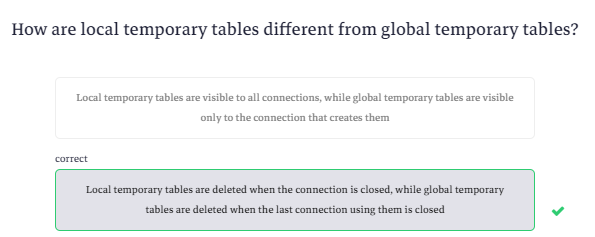 How are local temporary tables different from global temporary tables?
Local temporary tables are visible to all connections, while global temporary tables are visible
only to the connection that creates them
correct
Local temporary tables are deleted when the connection is closed, while global temporary
tables are deleted when the last connection using them is closed